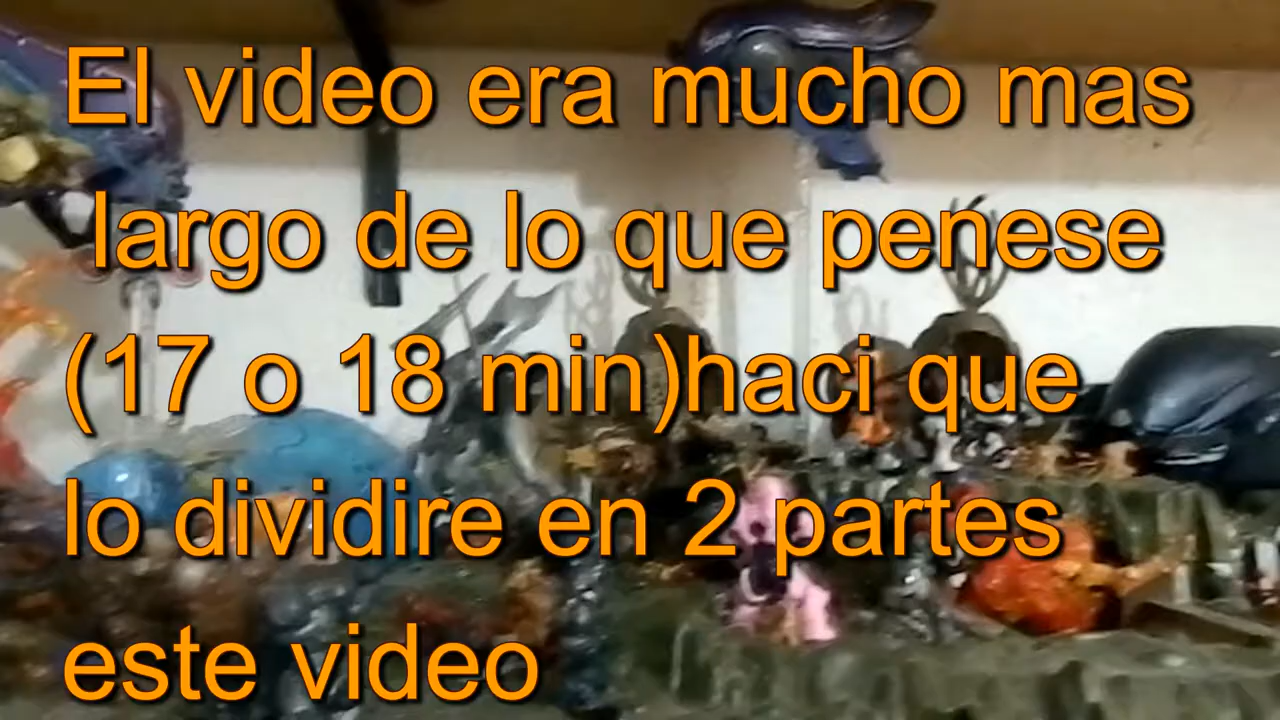 El video era mucho mas
largo de lo que penese
(17 o 18 min)haci que
lo dividire en 2 partes
este video